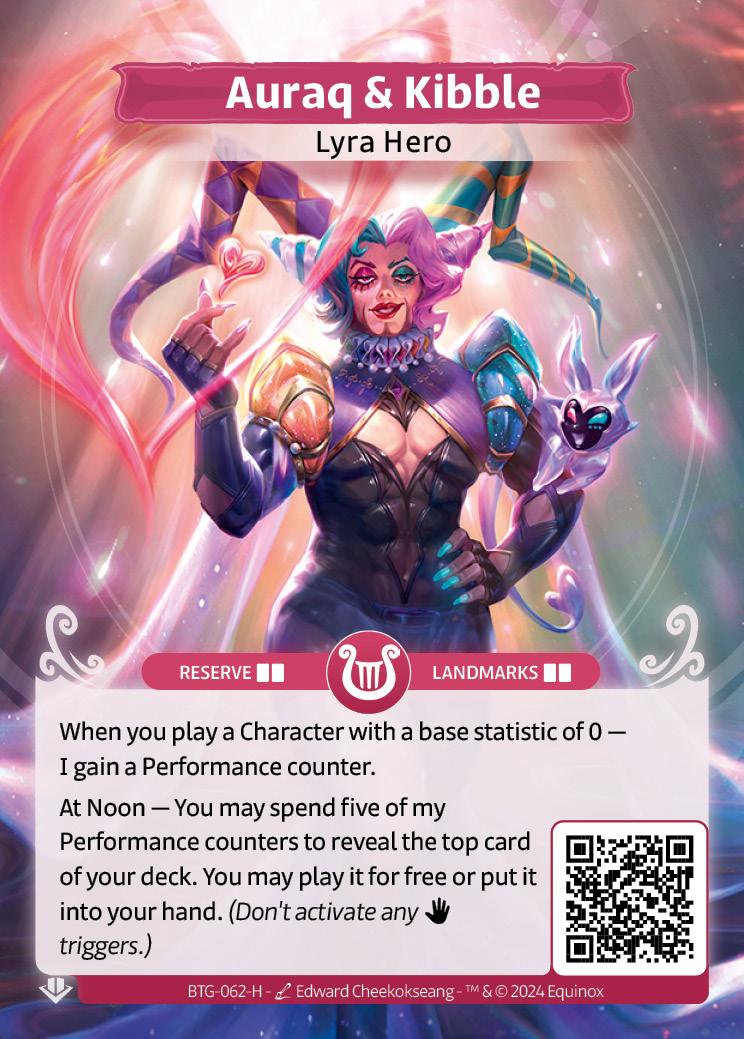 Auraq & Kibble
Lyra Hero
RESERVE
LANDMARKS
When you play a Character with a base statistic of 0 —
I gain a Performance counter.
At Noon — You may spend five of my
Performance counters to reveal the top card
of your deck. You may play it for free or put it
into your hand. (Don't activate any
triggers.)
BTG-062-H - Edward Cheekokseang - ™ & © 2024 Equinox